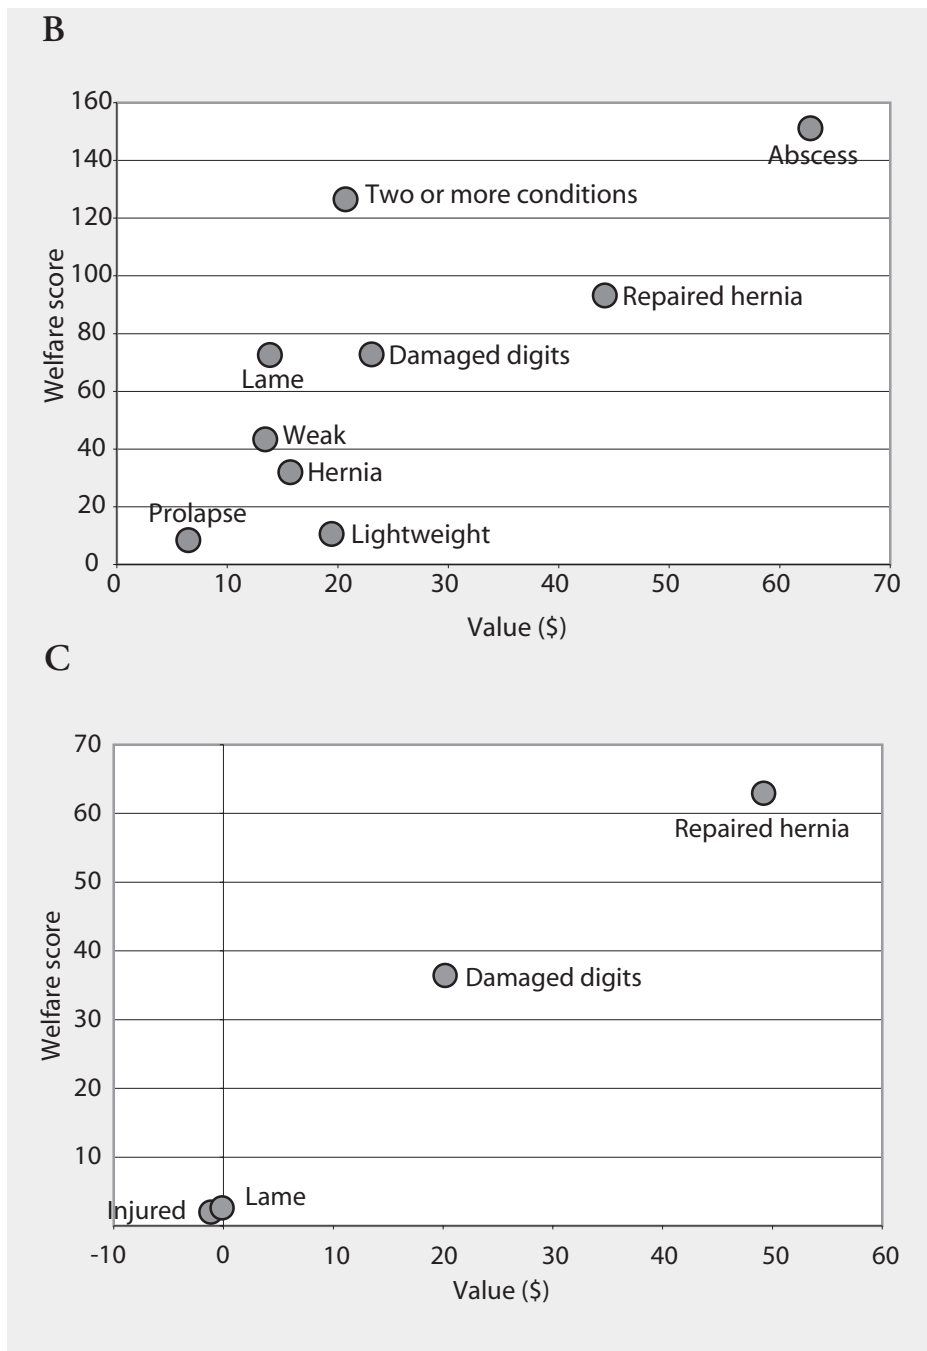 B
160
Abscess
140
Two or more conditions
120
100
Repaired hernia
80
Damaged digits
Lame
60
Weak
40
Hernia
20
Prolapse
Lightweight
0
0 10 20 30 40 50 60 70
Value ($)
Welfare score
C
70
60
Repaired hernia
50
40
Damaged digits
30
20
10
Lame
Injured
-10 0 10 20 30 40 50 60
Value ($)
Welfare score